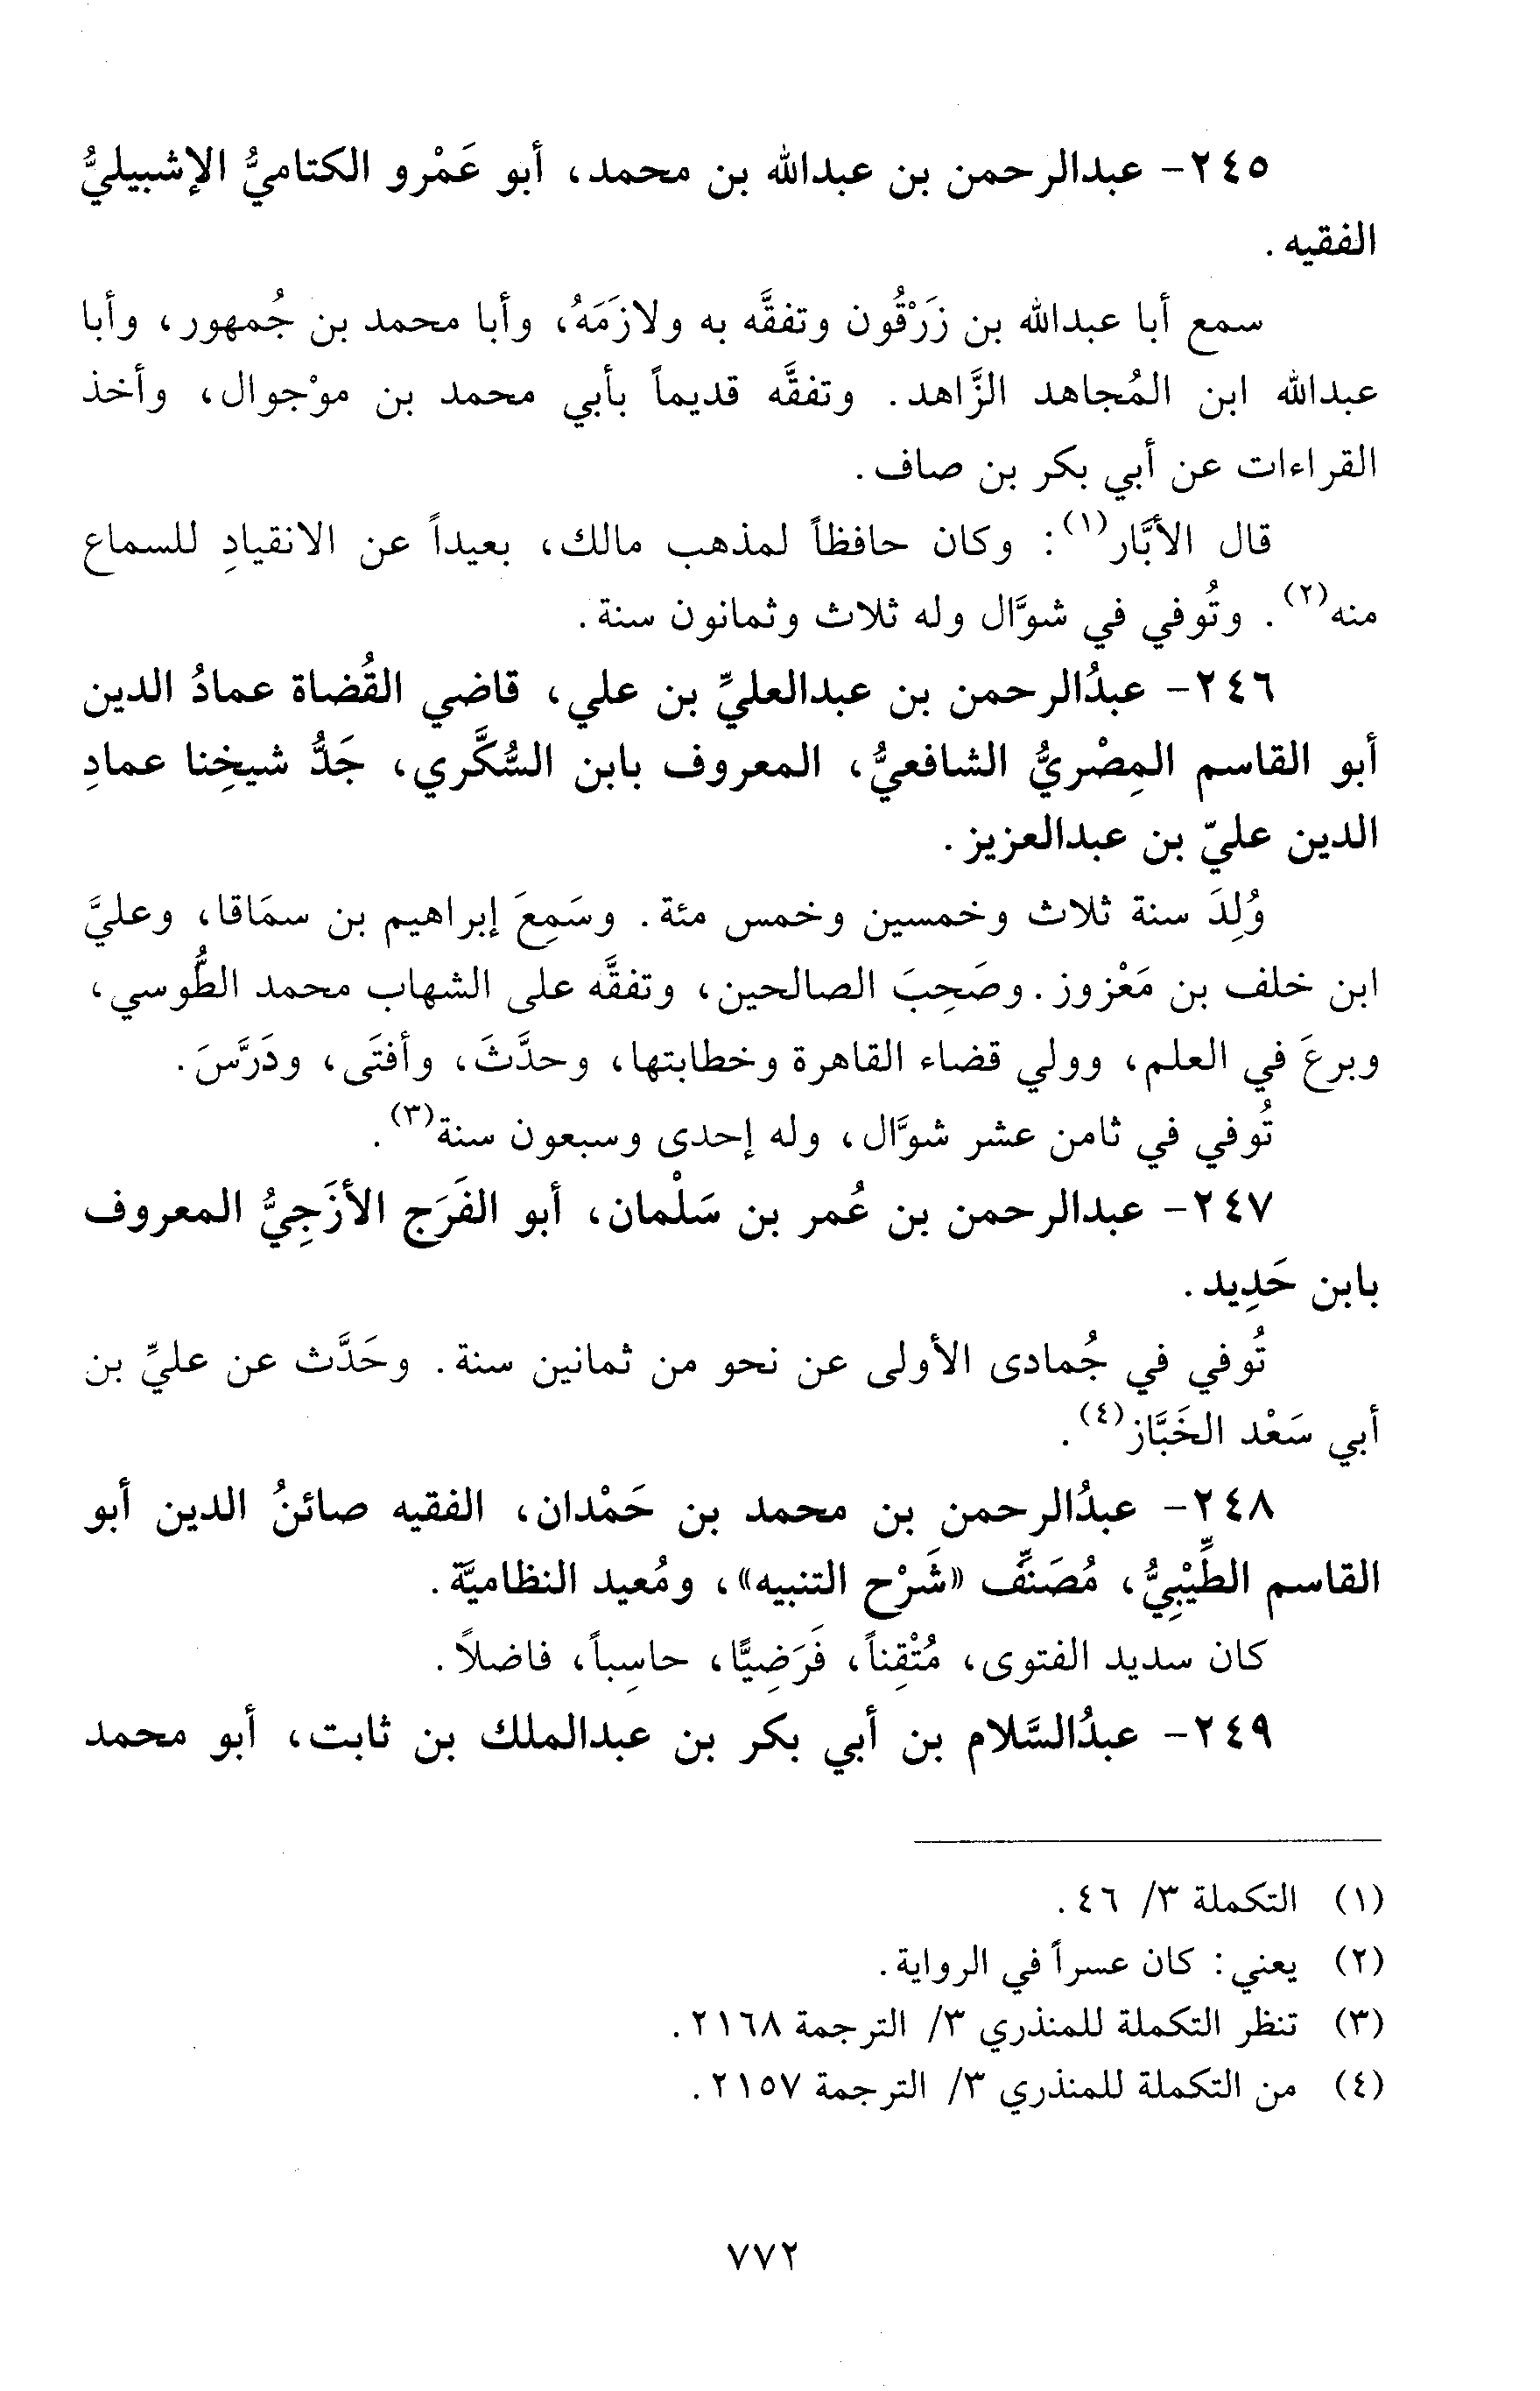 ٢٤٥- عبدالرحمن بن عبدالله بن محمد، أبو عَمْرو الكتاميُّ الإشبيليُّ
الفقيه.
سمع أبا عبدالله بن زَرْقُون وتفقَّه به ولازَمَهُ، وأبا محمد بن جُمهور، وأبا
عبدالله ابن المُجاهد الزَّاهد. وتفقَّه قديماً بأبي محمد بن موْجوال، وأخذ
القراءات عن أبي بكر بن صاف.
قال الأبَّار(١): وكان حافظاً لمذهب مالك، بعيداً عن الانقيادِ للسماع
منه(٢). وتُوفي في شوَّال وله ثلاث وثمانون سنة.
٢٤٦- عبدُالرحمن بن عبدالعليِّ بن علي، قاضي القُضاة عمادُ الدين
أبو القاسم المِصْريُّ الشافعيُّ، المعروف بابن السُّكَّري، جَدُّ شيخِنا عمادِ
الدين عليّ بن عبدالعزيز.
وُلِدَ سنة ثلاث وخمسين وخمس مئة. وسَمِعَ إبراهيم بن سمَاقا، وعليَّ
ابن خلف بن مَعْزوز. وصَحِبَ الصالحين، وتفقَّه على الشهاب محمد الطُّوسي،
وبرعَ في العلم، وولي قضاء القاهرة وخطابتها، وحدَّثَ، وأفتَى، ودَرَّسَ.
تُوفي في ثامن عشر شوَّال، وله إحدى وسبعون سنة(٣).
٢٤٧- عبدالرحمن بن عُمر بن سَلْمان، أبو الفَرَج الأزَجِيُّ المعروف
بابن حَدِيد.
تُوفي في جُمادى الأولى عن نحو من ثمانين سنة. وحَدَّث عن عليِّ بن
أبي سَعْد الخَبَّاز(٤).
٢٤٨- عبدُالرحمن بن محمد بن حَمْدان، الفقيه صائنُ الدين أبو
القاسم الطِّيْبِيُّ، مُصَنِّف «شَرْح التنبيه»، ومُعيد النظاميَّة.
كان سديد الفتوى، مُتْقِناً، فَرَضِيًّا، حاسِباً، فاضلاً.
٢٤٩- عبدُالسَّلام بن أبي بكر بن عبدالملك بن ثابت، أبو محمد
(١) التكملة ٣/ ٤٦.
(٢) يعني: كان عسراً في الرواية.
(٣) تنظر التكملة للمنذري ٣/ الترجمة ٢١٦٨.
(٤) من التكملة للمنذري ٣/ الترجمة ٢١٥٧.
٧٧٢